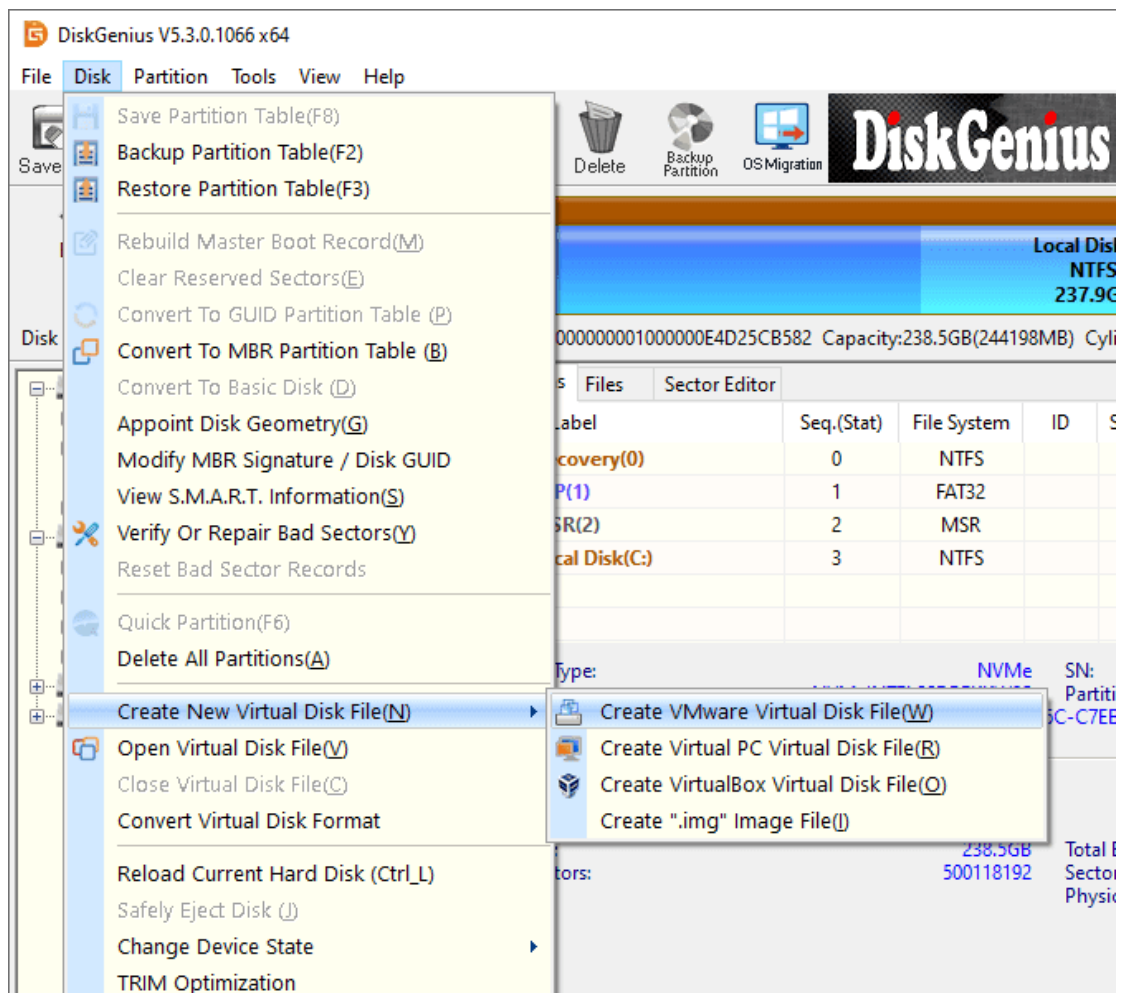 DiskGenius V5.3.0.1066 x64
File Disk Partition Tools View Help
Save
Delete
Backup Partition
OS Migration
DiskGenius
Save Partition Table(F8)
Backup Partition Table(F2)
Restore Partition Table(F3)
Rebuild Master Boot Record(M)
Clear Reserved Sectors(E)
Convert To GUID Partition Table (P)
Convert To MBR Partition Table (B)
Convert To Basic Disk (D)
Appoint Disk Geometry(G)
Modify MBR Signature / Disk GUID
View S.M.A.R.T. Information(S)
Verify Or Repair Bad Sectors(Y)
Reset Bad Sector Records
Quick Partition(F6)
Delete All Partitions(A)
Create New Virtual Disk File(N)
Open Virtual Disk File(V)
Close Virtual Disk File(C)
Convert Virtual Disk Format
Reload Current Hard Disk (Ctrl_L)
Safely Eject Disk (J)
Change Device State
TRIM Optimization
Create VMware Virtual Disk File(W)
Create Virtual PC Virtual Disk File(R)
Create VirtualBox Virtual Disk File(O)
Create ".img" Image File(I)
Local Disk
NTFS
237.9G
Disk
000000001000000E4D25CB582 Capacity:238.5GB(244198MB) Cyli
s Files Sector Editor
abel Seq.(Stat) File System ID S
covery(0) 0 NTFS
P(1) 1 FAT32
SR(2) 2 MSR
cal Disk(C:) 3 NTFS
Type: NVMe SN:
Partiti
5C-C7EB
238.5GB Total
tors: 500118192 Sector
Physic